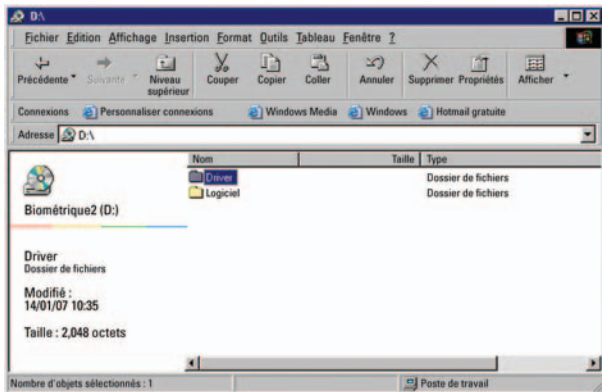 D:\
Fichier Edition Affichage Insertion Format Outils Tableau Fenêtre ?
Précédente Suivante Niveau supérieur Couper Copier Coller Annuler Supprimer Propriétés Afficher
Connexions Personnaliser connexions Windows Media Windows Hotmail gratuite
Adresse D:\
Nom Taille Type
Driver Dossier de fichiers
Logiciel Dossier de fichiers
Biométrique2 (D:)
Driver
Dossier de fichiers
Modifié :
14/01/07 10:35
Taille : 2,048 octets
Nombre d'objets sélectionnés : 1 Poste de travail